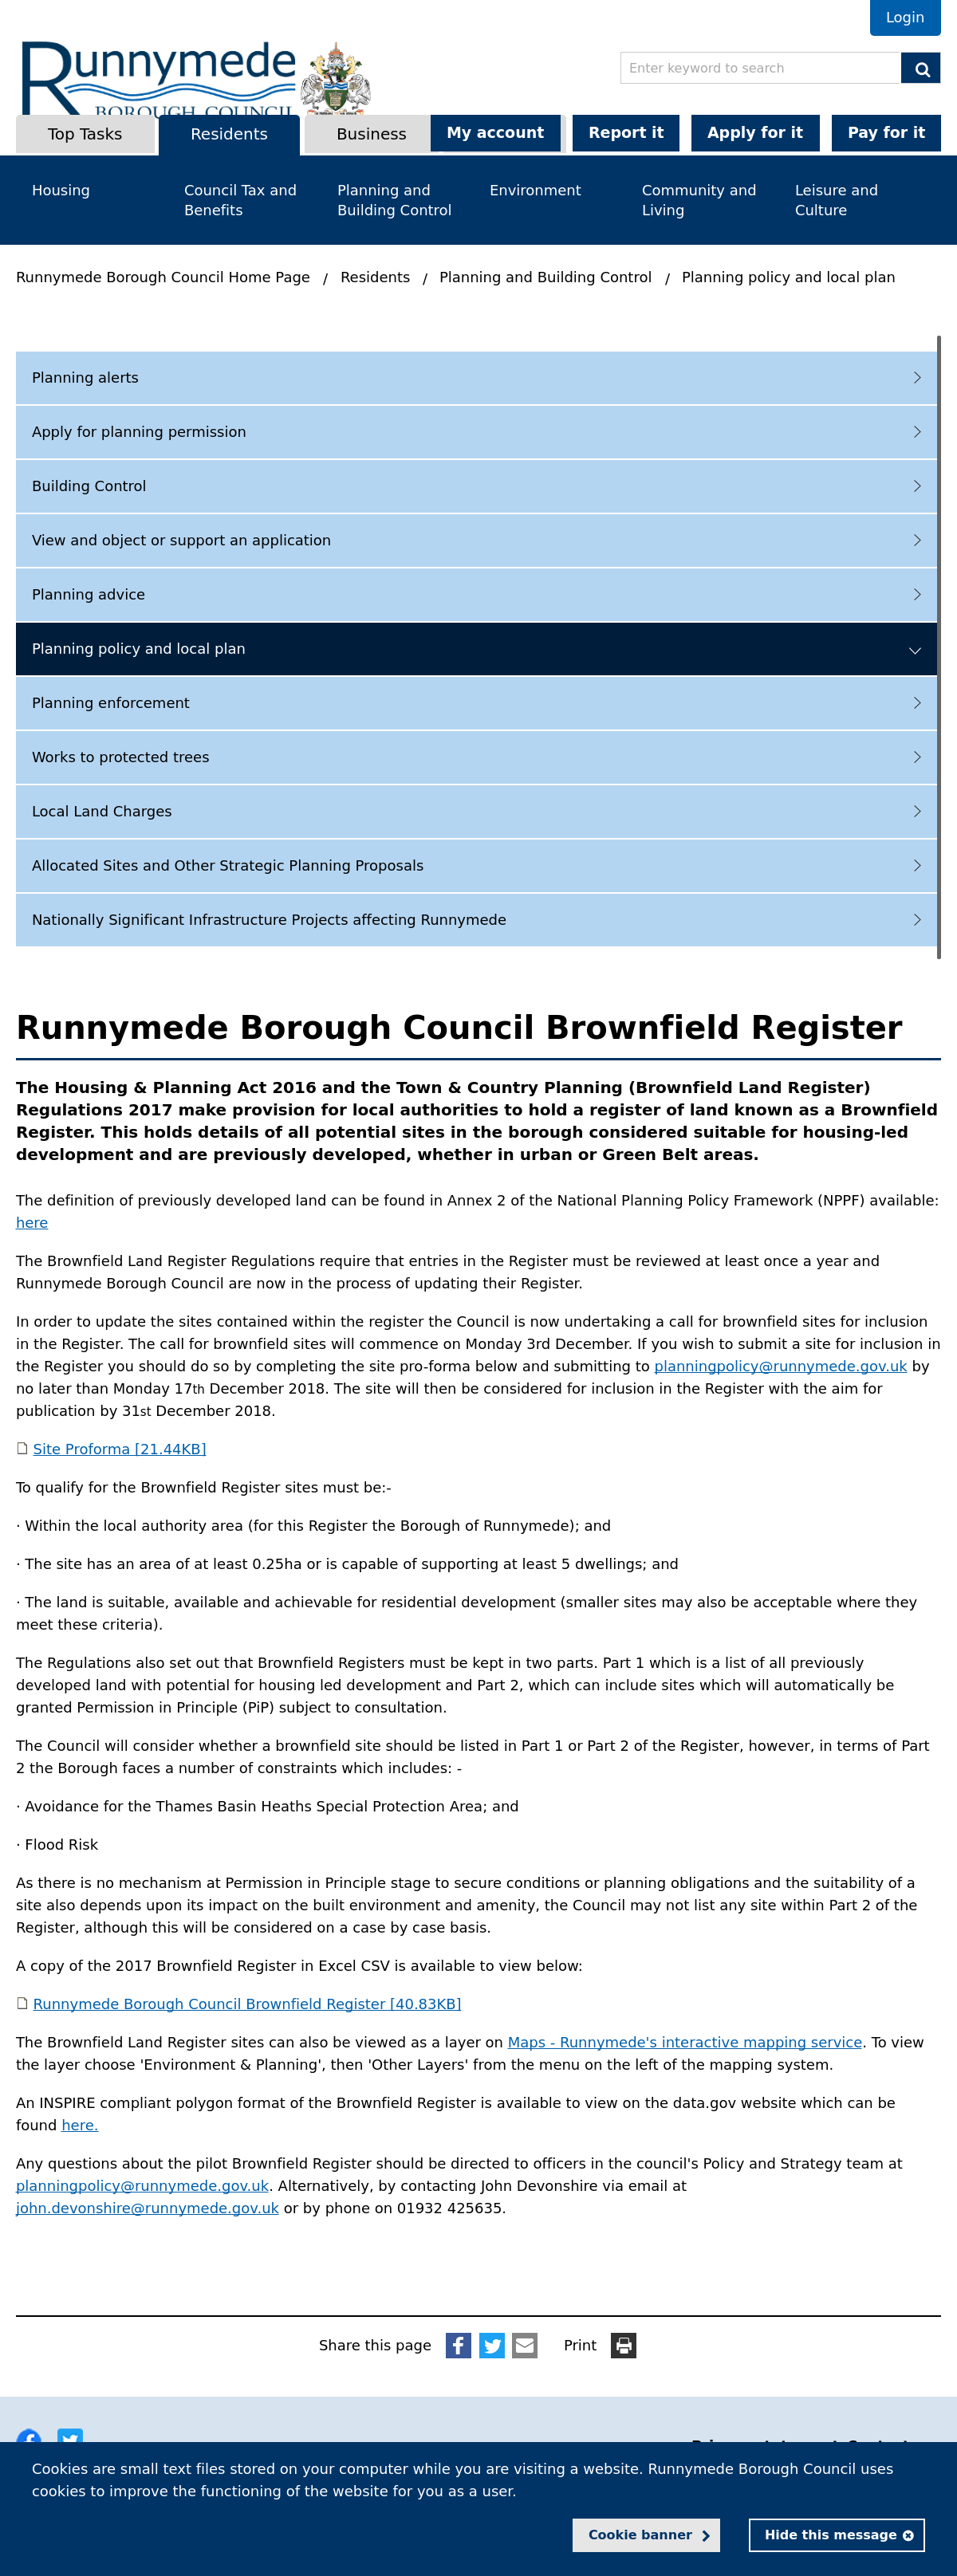 Login
Runnymede
BOROUGH COUNCIL
Enter keyword to search
Top Tasks
Residents
Business
My account
Report it
Apply for it
Pay for it
Housing
Council Tax and
Benefits
Planning and
Building Control
Environment
Community and
Living
Leisure and
Culture
Runnymede Borough Council Home Page / Residents / Planning and Building Control / Planning policy and local plan
Planning alerts
Apply for planning permission
Building Control
View and object or support an application
Planning advice
Planning policy and local plan
Planning enforcement
Works to protected trees
Local Land Charges
Allocated Sites and Other Strategic Planning Proposals
Nationally Significant Infrastructure Projects affecting Runnymede
Runnymede Borough Council Brownfield Register
The Housing & Planning Act 2016 and the Town & Country Planning (Brownfield Land Register)
Regulations 2017 make provision for local authorities to hold a register of land known as a Brownfield
Register. This holds details of all potential sites in the borough considered suitable for housing-led
development and are previously developed, whether in urban or Green Belt areas.
The definition of previously developed land can be found in Annex 2 of the National Planning Policy Framework (NPPF) available:
here
The Brownfield Land Register Regulations require that entries in the Register must be reviewed at least once a year and
Runnymede Borough Council are now in the process of updating their Register.
In order to update the sites contained within the register the Council is now undertaking a call for brownfield sites for inclusion
in the Register. The call for brownfield sites will commence on Monday 3rd December. If you wish to submit a site for inclusion in
the Register you should do so by completing the site pro-forma below and submitting to planningpolicy@runnymede.gov.uk by
no later than Monday 17th December 2018. The site will then be considered for inclusion in the Register with the aim for
publication by 31st December 2018.
Site Proforma [21.44KB]
To qualify for the Brownfield Register sites must be:-
· Within the local authority area (for this Register the Borough of Runnymede); and
· The site has an area of at least 0.25ha or is capable of supporting at least 5 dwellings; and
· The land is suitable, available and achievable for residential development (smaller sites may also be acceptable where they
meet these criteria).
The Regulations also set out that Brownfield Registers must be kept in two parts. Part 1 which is a list of all previously
developed land with potential for housing led development and Part 2, which can include sites which will automatically be
granted Permission in Principle (PiP) subject to consultation.
The Council will consider whether a brownfield site should be listed in Part 1 or Part 2 of the Register, however, in terms of Part
2 the Borough faces a number of constraints which includes: -
· Avoidance for the Thames Basin Heaths Special Protection Area; and
· Flood Risk
As there is no mechanism at Permission in Principle stage to secure conditions or planning obligations and the suitability of a
site also depends upon its impact on the built environment and amenity, the Council may not list any site within Part 2 of the
Register, although this will be considered on a case by case basis.
A copy of the 2017 Brownfield Register in Excel CSV is available to view below:
Runnymede Borough Council Brownfield Register [40.83KB]
The Brownfield Land Register sites can also be viewed as a layer on Maps - Runnymede's interactive mapping service. To view
the layer choose 'Environment & Planning', then 'Other Layers' from the menu on the left of the mapping system.
An INSPIRE compliant polygon format of the Brownfield Register is available to view on the data.gov website which can be
found here.
Any questions about the pilot Brownfield Register should be directed to officers in the council's Policy and Strategy team at
planningpolicy@runnymede.gov.uk. Alternatively, by contacting John Devonshire via email at
john.devonshire@runnymede.gov.uk or by phone on 01932 425635.
Share this page
Print
Cookies are small text files stored on your computer while you are visiting a website. Runnymede Borough Council uses
cookies to improve the functioning of the website for you as a user.
Cookie banner
Hide this message